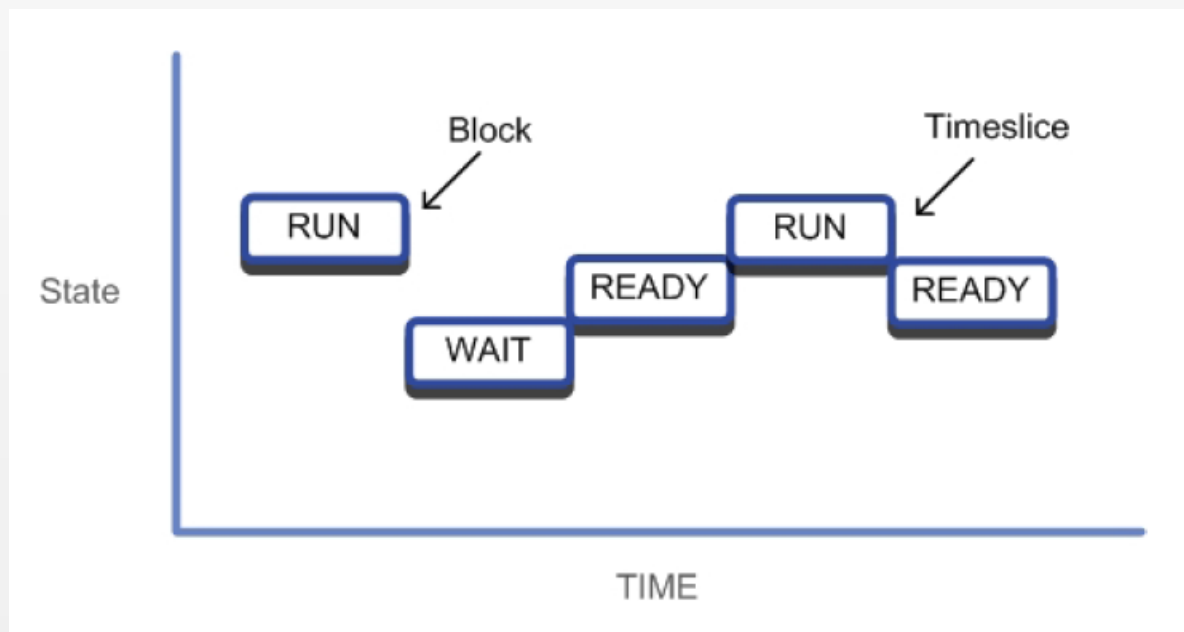 Block
Timeslice
RUN
RUN
READY
READY
State
WAIT
TIME